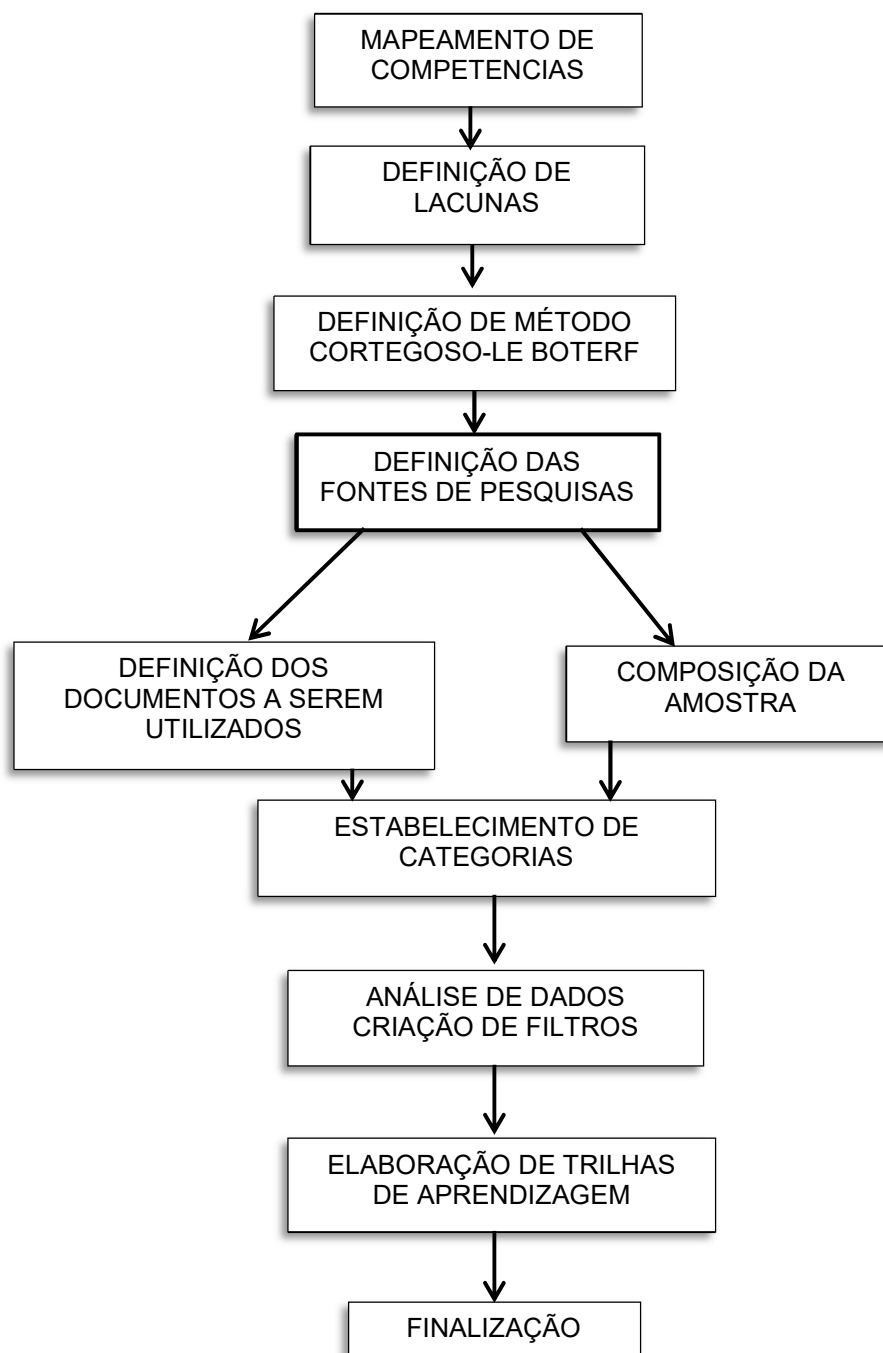 MAPEAMENTO DE
COMPETENCIAS
DEFINIÇÃO DE
LACUNAS
DEFINIÇÃO DE MÉTODO
CORTEGOSO-LE BOTERF
DEFINIÇÃO DAS
FONTES DE PESQUISAS
DEFINIÇÃO DOS
DOCUMENTOS A SEREM
UTILIZADOS
COMPOSIÇÃO DA
AMOSTRA
ESTABELECIMENTO DE
CATEGORIAS
ANÁLISE DE DADOS
CRIAÇÃO DE FILTROS
ELABORAÇÃO DE TRILHAS
DE APRENDIZAGEM
FINALIZAÇÃO